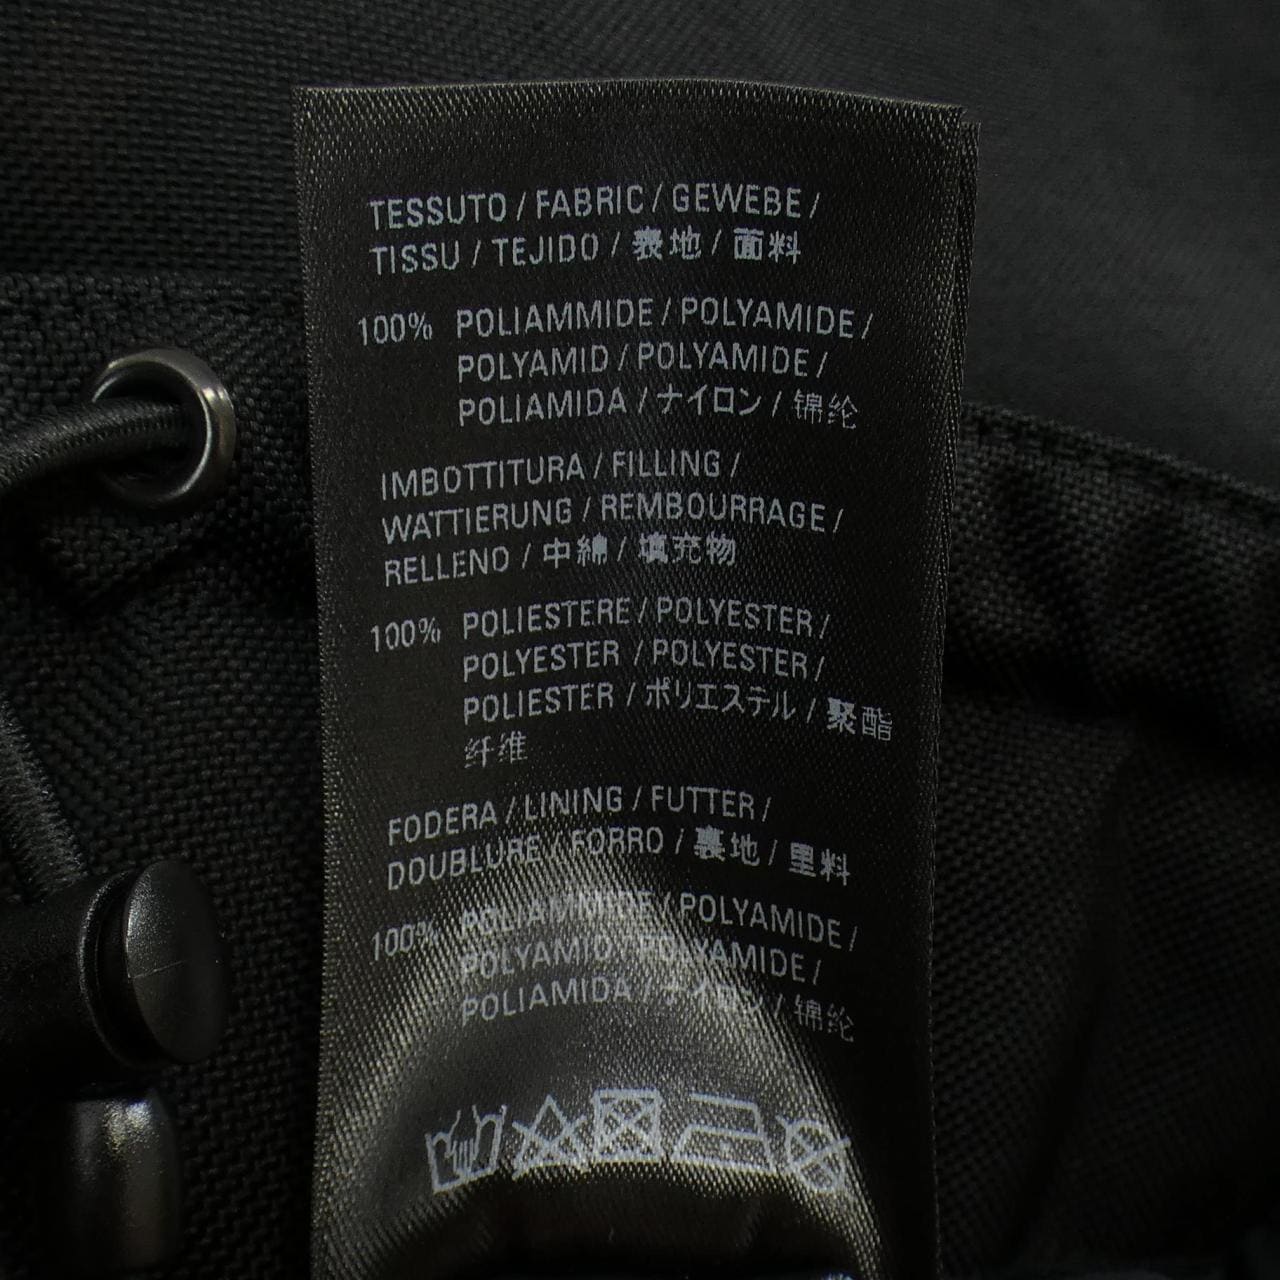 TESSUTO / FABRIC / GEWEBE /
TISSU / TEJIDO / 表地 / 面料
100% POLIAMMIDE / POLYAMIDE /
POLYAMID / POLYAMIDE /
POLIAMIDA / ナイロン / 锦纶
IMBOTTITURA / FILLING /
WATTIERUNG / REMBOURRAGE /
RELLENO / 中綿 / 填充物
100% POLIESTERE / POLYESTER /
POLYESTER / POLYESTER /
POLIESTER / ポリエステル / 聚酯
纤维
FODERA / LINING / FUTTER /
DOUBLURE / FORRO / 裏地 / 里料
100% POLIAMMIDE / POLYAMIDE /
POLYAMID / POLYAMIDE /
POLIAMIDA / ナイロン / 锦纶